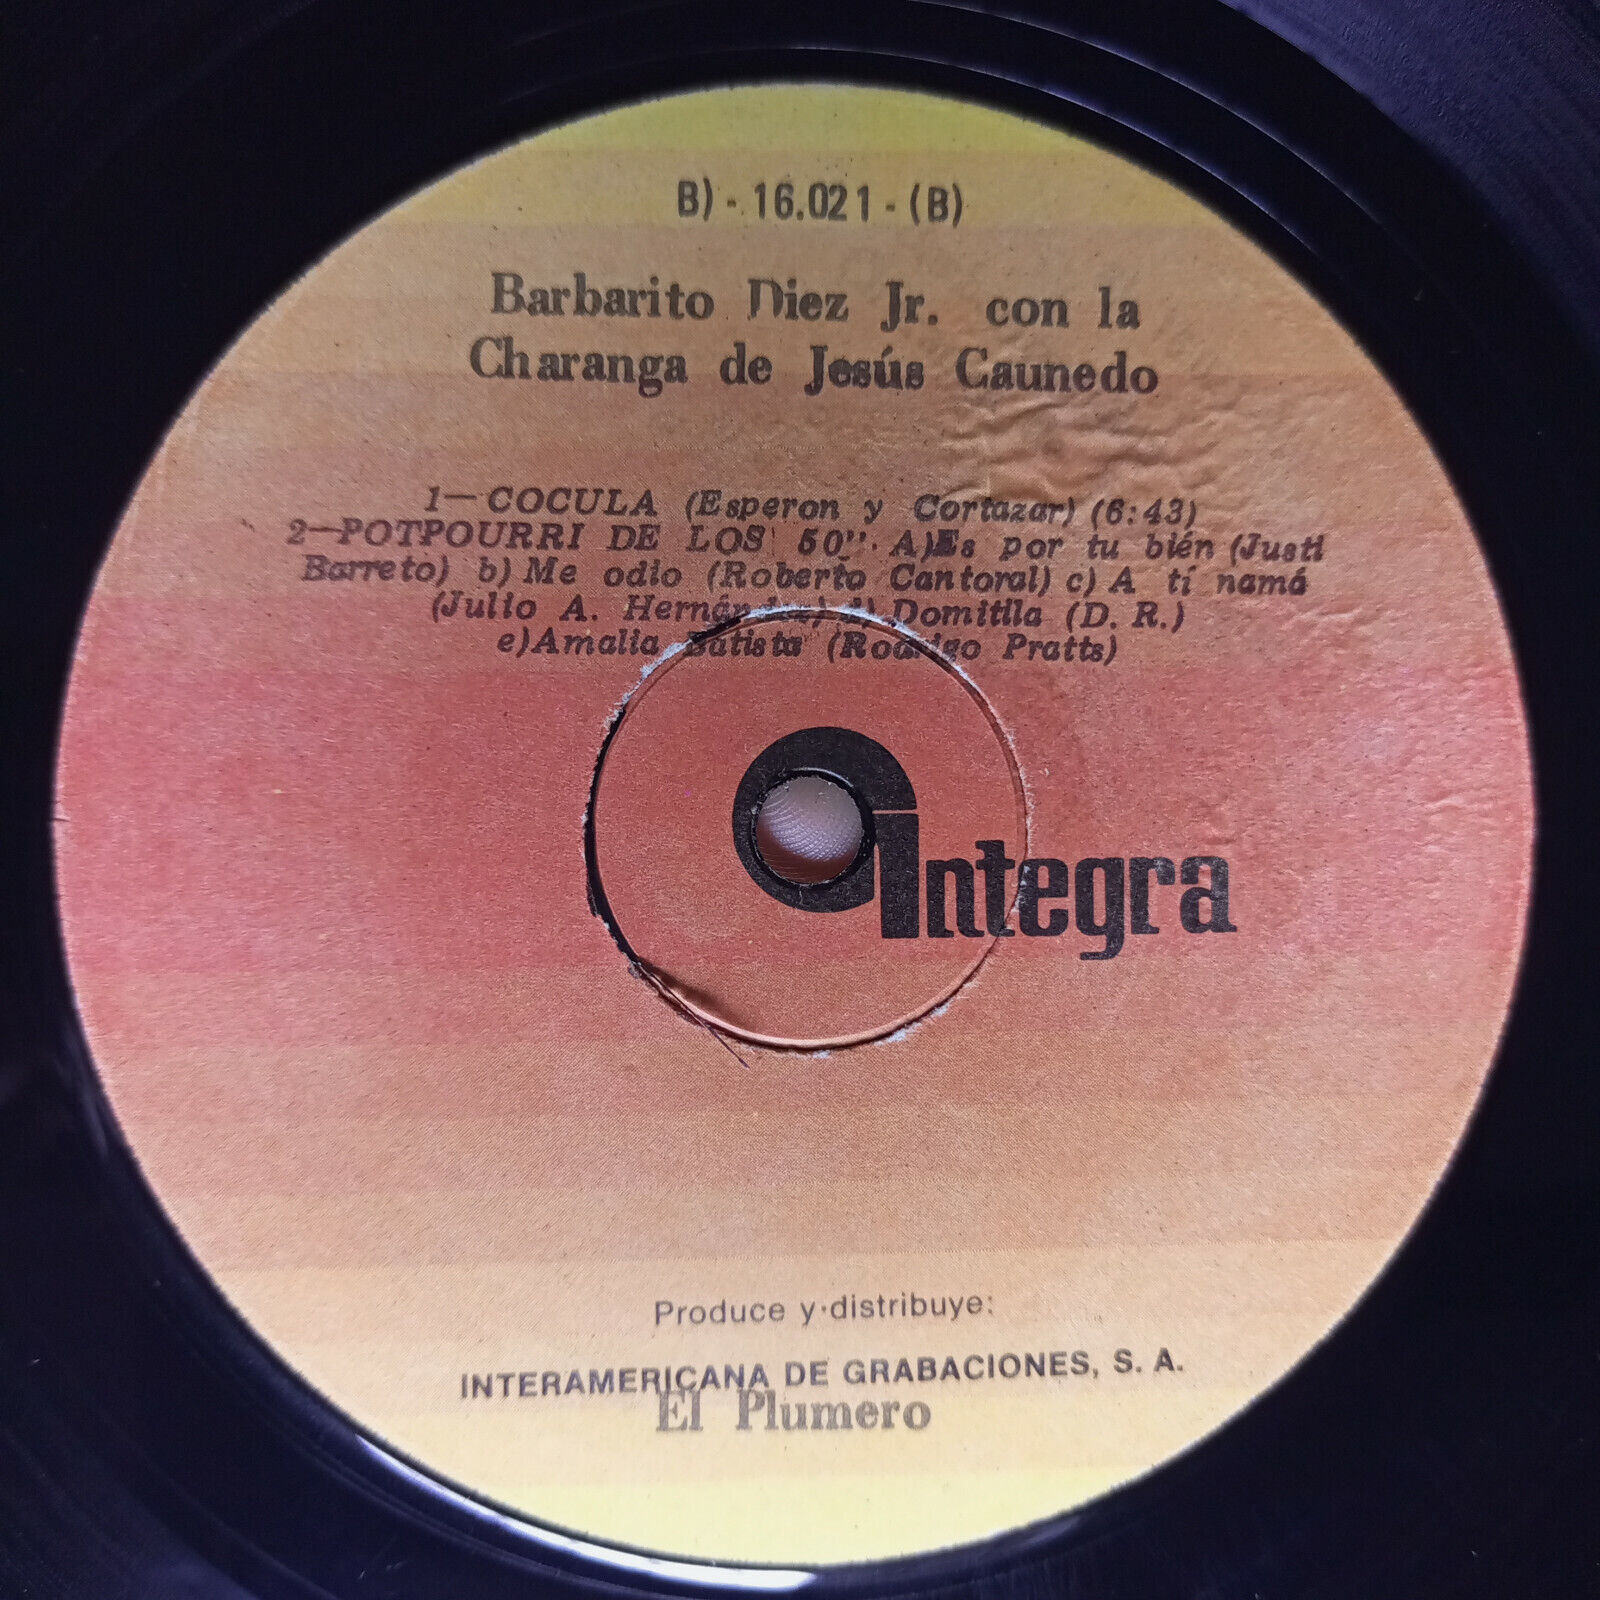 B) - 16.021 - (B)
Barbarito Diez Jr. con la
Charanga de Jesús Caunedo
1—COCULA (Esperon y Cortazar) (6:43)
2—POTPOURRI DE LOS 50". A)Es por tu bién (Justi
Barreto) b) Me odio (Roberto Cantoral) c) A tí namá
(Julio A. Hernández) d) Domitila (D. R.)
e)Amalia Batista (Rodrigo Pratts)
Integra
Produce y distribuye:
INTERAMERICANA DE GRABACIONES, S. A.
El Plumero